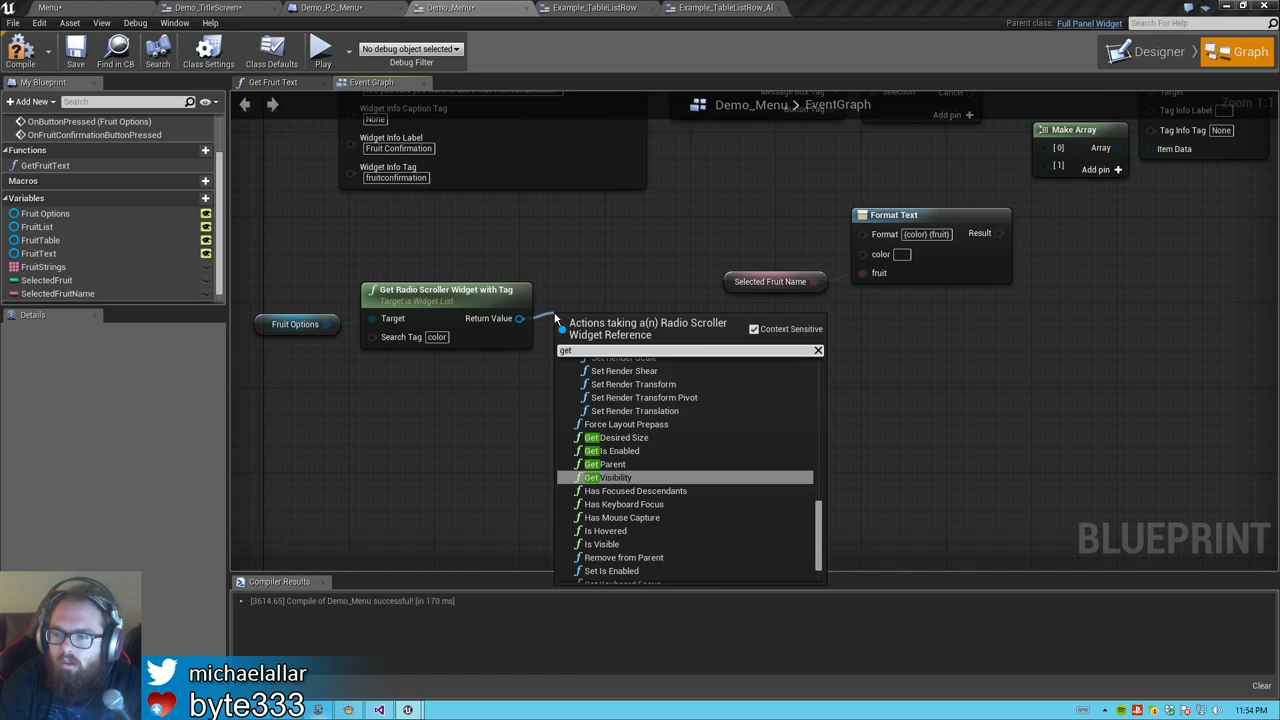 Menu*
Demo_TitleScreen*
Demo_PC_Menu*
Demo_Menu*
Example_TableListRow
Example_TableListRow_Al
File Edit Asset View Debug Window Help
Parent class: Full Panel Widget
Search For Help
Compile
Save
Find in CB
Search
Class Settings
Class Defaults
Play
No debug object selected
Debug Filter
Designer
Graph
My Blueprint
Get Fruit Text
Event Graph
Add New
Search
Demo_Menu > EventGraph
OnButtonPressed (Fruit Options)
OnFruitConfirmationButtonPressed
Functions
GetFruitText
Macros
Variables
Fruit Options
FruitList
FruitTable
FruitText
FruitStrings
SelectedFruit
SelectedFruitName
Details
Widget Info Caption Tag
None
Widget Info Label
Fruit Confirmation
Widget Info Tag
fruitconfirmation
Message Box Tag
Selection
Add pin
Make Array
[0] Array
[1]
Add pin
Tag Info Label
Tag Info Tag None
Item Data
Format Text
Format {color} {fruit} Result
color
fruit
Selected Fruit Name
Fruit Options
Get Radio Scroller Widget with Tag
Target is Widget List
Target Return Value
Search Tag color
Actions taking a(n) Radio Scroller
Widget Reference
Context Sensitive
get
Set Render Scale
Set Render Shear
Set Render Transform
Set Render Transform Pivot
Set Render Translation
Force Layout Prepass
Get Desired Size
Get Is Enabled
Get Parent
Get Visibility
Has Focused Descendants
Has Keyboard Focus
Has Mouse Capture
Is Hovered
Is Visible
Remove from Parent
Set Is Enabled
BLUEPRINT
Compiler Results
[3614.65] Compile of Demo_Menu successful! [in 170 ms]
Clear
michaelallar
byte333
11:54 PM